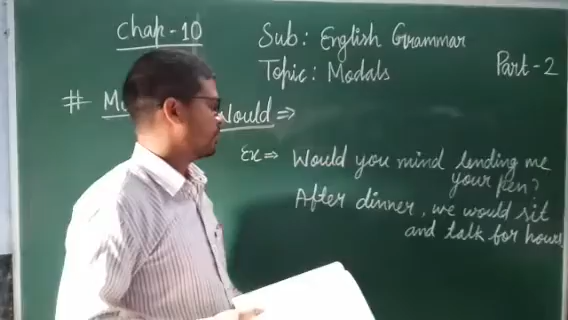 Chap-10
Sub: English Grammar
Topic: Modals
Part-2
# Would ⇒
Ex ⇒ Would you mind lending me
your pen?
After dinner, we would sit
and talk for hours